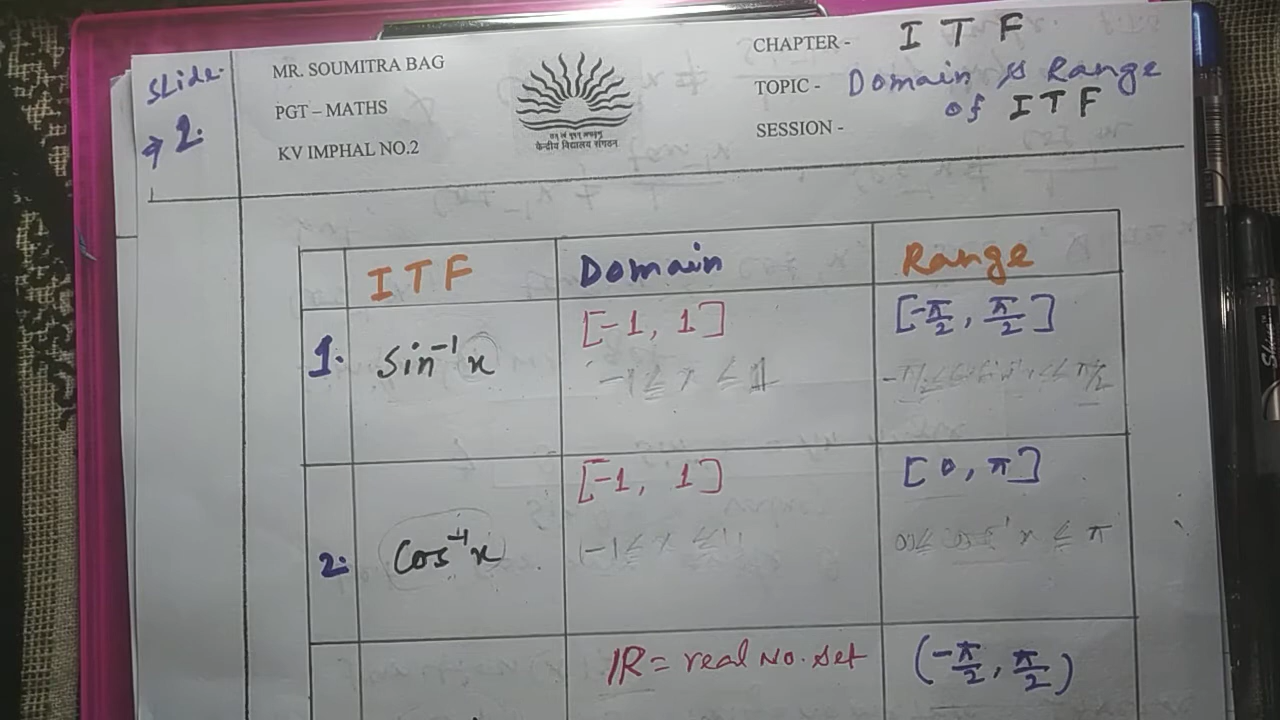 Slide.
→ 2.
MR. SOUMITRA BAG
PGT – MATHS
KV IMPHAL NO.2
केन्द्रीय विद्यालय संगठन
CHAPTER - ITF
TOPIC - Domain & Range
of ITF
SESSION -
ITF Domain Range
1. sin⁻¹x [-1, 1] [-π/2, π/2]
-1 ≤ x ≤ 1
2. Cos⁻¹x [-1, 1] [0, π]
-1 ≤ x ≤ 1 0 ≤ cos⁻¹x ≤ π
IR = real No. set (-π/2, π/2)